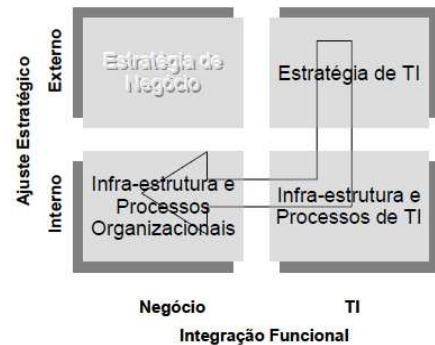 Ajuste Estratégico
Externo
Estratégia de
Negócio
Estratégia de TI
Interno
Infra-estrutura e
Processos
Organizacionais
Infra-estrutura e
Processos de TI
Negócio
TI
Integração Funcional